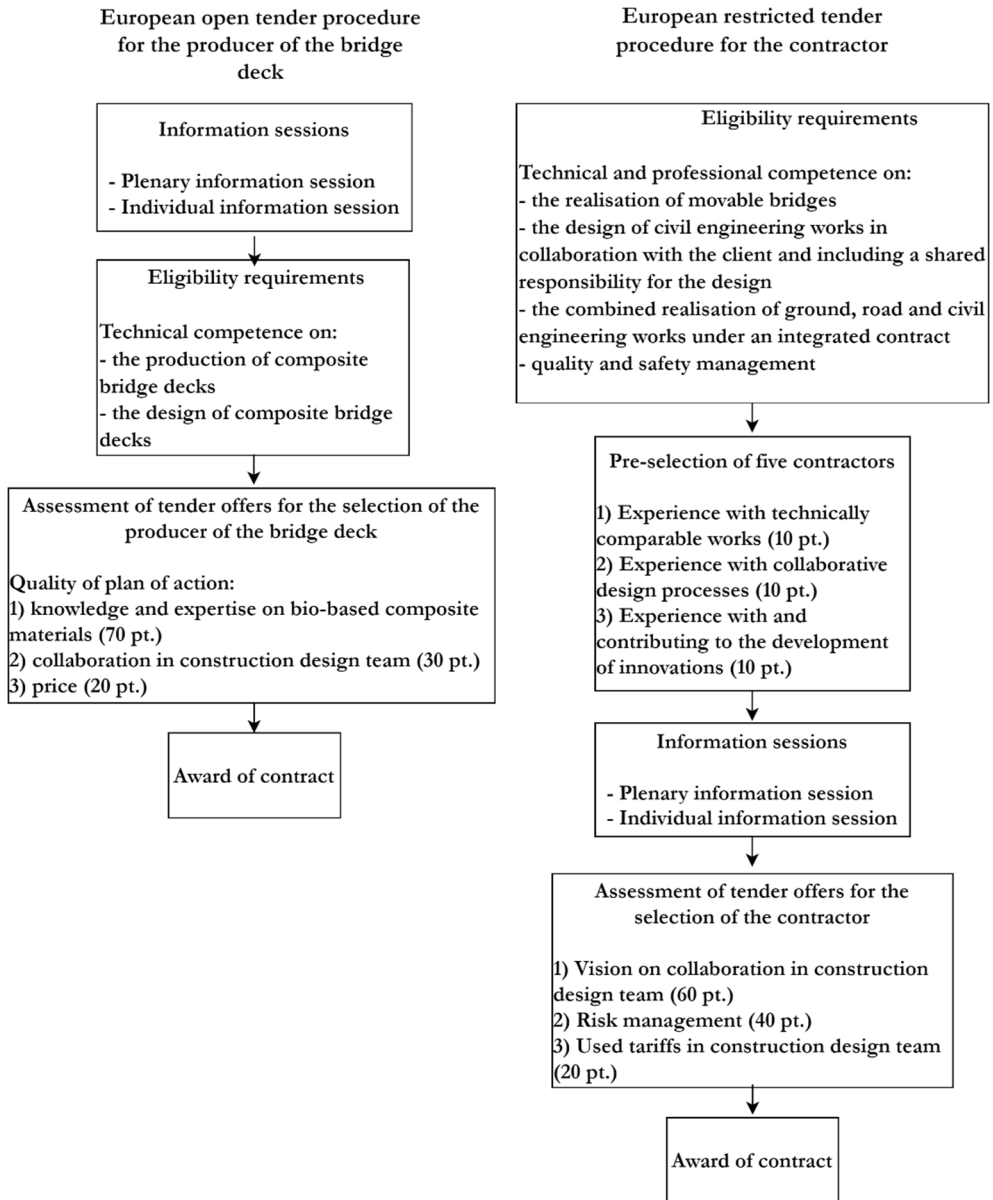 European open tender procedure
for the producer of the bridge
deck
Information sessions
- Plenary information session
- Individual information session
Eligibility requirements
Technical competence on:
- the production of composite
bridge decks
- the design of composite bridge
decks
Assessment of tender offers for the selection of the
producer of the bridge deck
Quality of plan of action:
1) knowledge and expertise on bio-based composite
materials (70 pt.)
2) collaboration in construction design team (30 pt.)
3) price (20 pt.)
Award of contract
European restricted tender
procedure for the contractor
Eligibility requirements
Technical and professional competence on:
- the realisation of movable bridges
- the design of civil engineering works in
collaboration with the client and including a shared
responsibility for the design
- the combined realisation of ground, road and civil
engineering works under an integrated contract
- quality and safety management
Pre-selection of five contractors
1) Experience with technically
comparable works (10 pt.)
2) Experience with collaborative
design processes (10 pt.)
3) Experience with and
contributing to the development
of innovations (10 pt.)
Information sessions
- Plenary information session
- Individual information session
Assessment of tender offers for the
selection of the contractor
1) Vision on collaboration in construction
design team (60 pt.)
2) Risk management (40 pt.)
3) Used tariffs in construction design team
(20 pt.)
Award of contract